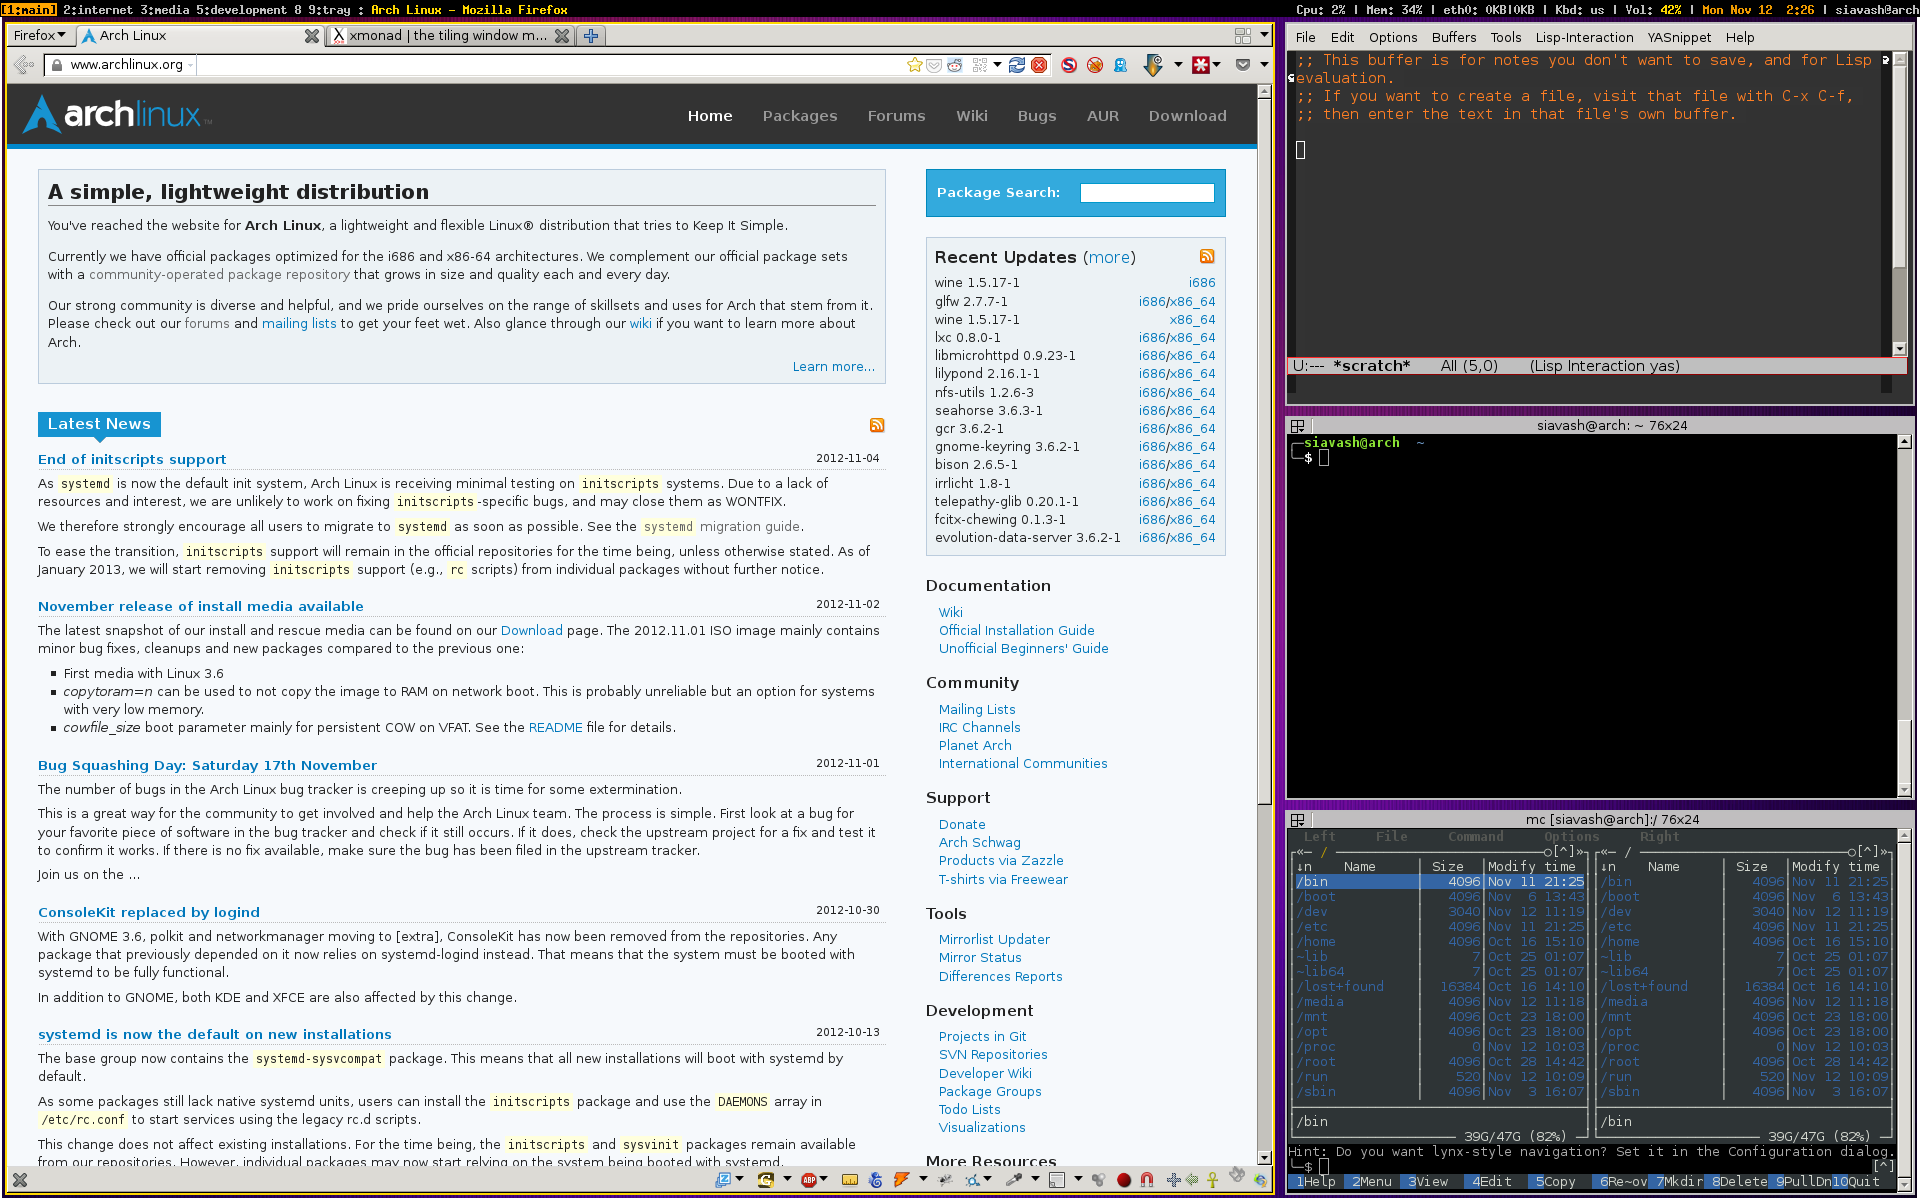 [1:main] 2:internet 3:media 5:development 8 9:tray : Arch Linux - Mozilla Firefox
Cpu: 2% | Mem: 34% | eth0: 0KB|0KB | Kbd: us | Vol: 42% | Mon Nov 12  2:26 | siavash@arch
Firefox
Arch Linux
xmonad | the tiling window m...
www.archlinux.org
archlinux™
Home Packages Forums Wiki Bugs AUR Download
A simple, lightweight distribution
You've reached the website for Arch Linux, a lightweight and flexible Linux® distribution that tries to Keep It Simple.
Currently we have official packages optimized for the i686 and x86-64 architectures. We complement our official package sets
with a community-operated package repository that grows in size and quality each and every day.
Our strong community is diverse and helpful, and we pride ourselves on the range of skillsets and uses for Arch that stem from it.
Please check out our forums and mailing lists to get your feet wet. Also glance through our wiki if you want to learn more about
Arch.
Learn more...
Latest News
End of initscripts support 2012-11-04
As systemd is now the default init system, Arch Linux is receiving minimal testing on initscripts systems. Due to a lack of
resources and interest, we are unlikely to work on fixing initscripts-specific bugs, and may close them as WONTFIX.
We therefore strongly encourage all users to migrate to systemd as soon as possible. See the systemd migration guide.
To ease the transition, initscripts support will remain in the official repositories for the time being, unless otherwise stated. As of
January 2013, we will start removing initscripts support (e.g., rc scripts) from individual packages without further notice.
November release of install media available 2012-11-02
The latest snapshot of our install and rescue media can be found on our Download page. The 2012.11.01 ISO image mainly contains
minor bug fixes, cleanups and new packages compared to the previous one:
First media with Linux 3.6
copytoram=n can be used to not copy the image to RAM on network boot. This is probably unreliable but an option for systems
with very low memory.
cowfile_size boot parameter mainly for persistent COW on VFAT. See the README file for details.
Bug Squashing Day: Saturday 17th November 2012-11-01
The number of bugs in the Arch Linux bug tracker is creeping up so it is time for some extermination.
This is a great way for the community to get involved and help the Arch Linux team. The process is simple. First look at a bug for
your favorite piece of software in the bug tracker and check if it still occurs. If it does, check the upstream project for a fix and test it
to confirm it works. If there is no fix available, make sure the bug has been filed in the upstream tracker.
Join us on the ...
ConsoleKit replaced by logind 2012-10-30
With GNOME 3.6, polkit and networkmanager moving to [extra], ConsoleKit has now been removed from the repositories. Any
package that previously depended on it now relies on systemd-logind instead. That means that the system must be booted with
systemd to be fully functional.
In addition to GNOME, both KDE and XFCE are also affected by this change.
systemd is now the default on new installations 2012-10-13
The base group now contains the systemd-sysvcompat package. This means that all new installations will boot with systemd by
default.
As some packages still lack native systemd units, users can install the initscripts package and use the DAEMONS array in
/etc/rc.conf to start services using the legacy rc.d scripts.
This change does not affect existing installations. For the time being, the initscripts and sysvinit packages remain available
from our repositories. However, individual packages may now start relying on the system being booted with systemd.
Package Search:
Recent Updates (more)
wine 1.5.17-1 i686
glfw 2.7.7-1 i686/x86_64
wine 1.5.17-1 x86_64
lxc 0.8.0-1 i686/x86_64
libmicrohttpd 0.9.23-1 i686/x86_64
lilypond 2.16.1-1 i686/x86_64
nfs-utils 1.2.6-3 i686/x86_64
seahorse 3.6.3-1 i686/x86_64
gcr 3.6.2-1 i686/x86_64
gnome-keyring 3.6.2-1 i686/x86_64
bison 2.6.5-1 i686/x86_64
irrlicht 1.8-1 i686/x86_64
telepathy-glib 0.20.1-1 i686/x86_64
fcitx-chewing 0.1.3-1 i686/x86_64
evolution-data-server 3.6.2-1 i686/x86_64
Documentation
Wiki
Official Installation Guide
Unofficial Beginners' Guide
Community
Mailing Lists
IRC Channels
Planet Arch
International Communities
Support
Donate
Arch Schwag
Products via Zazzle
T-shirts via Freewear
Tools
Mirrorlist Updater
Mirror Status
Differences Reports
Development
Projects in Git
SVN Repositories
Developer Wiki
Package Groups
Todo Lists
Visualizations
More Resources
ABP
File Edit Options Buffers Tools Lisp-Interaction YASnippet Help
;; This buffer is for notes you don't want to save, and for Lisp
evaluation.
;; If you want to create a file, visit that file with C-x C-f,
;; then enter the text in that file's own buffer.
U:--- *scratch* All (5,0) (Lisp Interaction yas)
siavash@arch: ~ 76x24
siavash@arch ~
$
mc [siavash@arch]:/ 76x24
Left File Command Options Right
«─ / ─[^]» «─ / ─[^]»
↓n Name Size Modify time ↓n Name Size Modify time
/bin 4096 Nov 11 21:25 /bin 4096 Nov 11 21:25
/boot 4096 Nov  6 13:43 /boot 4096 Nov  6 13:43
/dev 3040 Nov 12 11:19 /dev 3040 Nov 12 11:19
/etc 4096 Nov 11 21:25 /etc 4096 Nov 11 21:25
/home 4096 Oct 16 15:10 /home 4096 Oct 16 15:10
~lib 7 Oct 25 01:07 ~lib 7 Oct 25 01:07
~lib64 7 Oct 25 01:07 ~lib64 7 Oct 25 01:07
/lost+found 16384 Oct 16 14:10 /lost+found 16384 Oct 16 14:10
/media 4096 Nov 12 11:18 /media 4096 Nov 12 11:18
/mnt 4096 Oct 23 18:00 /mnt 4096 Oct 23 18:00
/opt 4096 Oct 23 18:00 /opt 4096 Oct 23 18:00
/proc 0 Nov 12 10:03 /proc 0 Nov 12 10:03
/root 4096 Oct 28 14:42 /root 4096 Oct 28 14:42
/run 520 Nov 12 10:09 /run 520 Nov 12 10:09
/sbin 4096 Nov  3 16:07 /sbin 4096 Nov  3 16:07
/bin /bin
39G/47G (82%) 39G/47G (82%)
Hint: Do you want lynx-style navigation? Set it in the Configuration dialog.
$ [^]
1Help 2Menu 3View 4Edit 5Copy 6Re~ov 7Mkdir 8Delete 9PullDn 10Quit